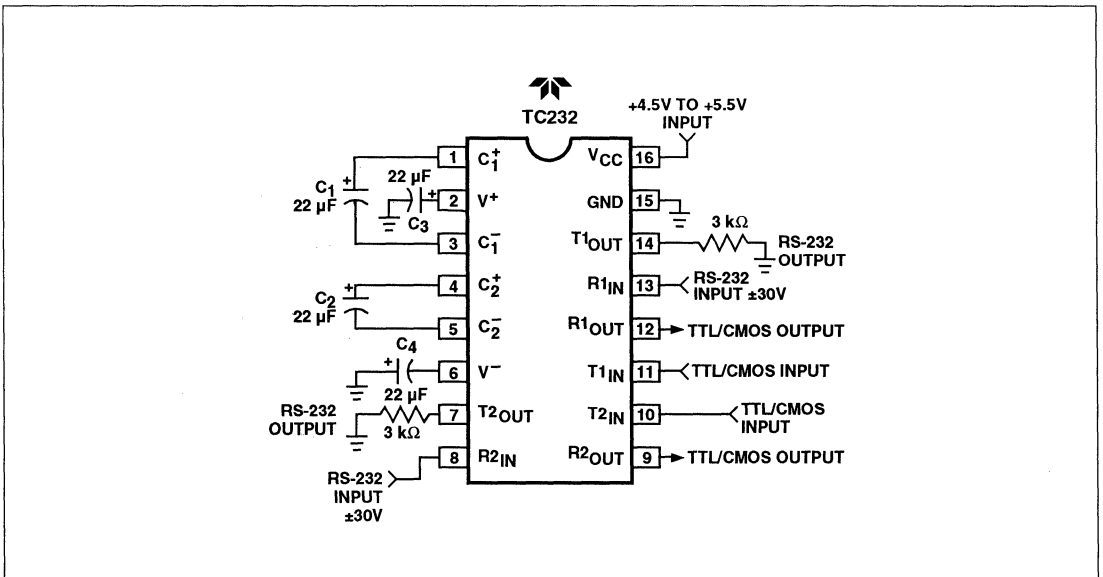 TC232
+4.5V TO +5.5V
INPUT
1 C1+
VCC 16
22 µF
C1
22 µF
+
+
2 V+
C3
GND 15
3 C1−
3 kΩ
T1OUT 14
RS-232
OUTPUT
4 C2+
R1IN 13
RS-232
INPUT ±30V
C2
22 µF
+
5 C2−
R1OUT 12
TTL/CMOS OUTPUT
C4
+
6 V−
22 µF
T1IN 11
TTL/CMOS INPUT
RS-232
OUTPUT
3 kΩ
7 T2OUT
T2IN 10
TTL/CMOS
INPUT
8 R2IN
R2OUT 9
TTL/CMOS OUTPUT
RS-232
INPUT
±30V